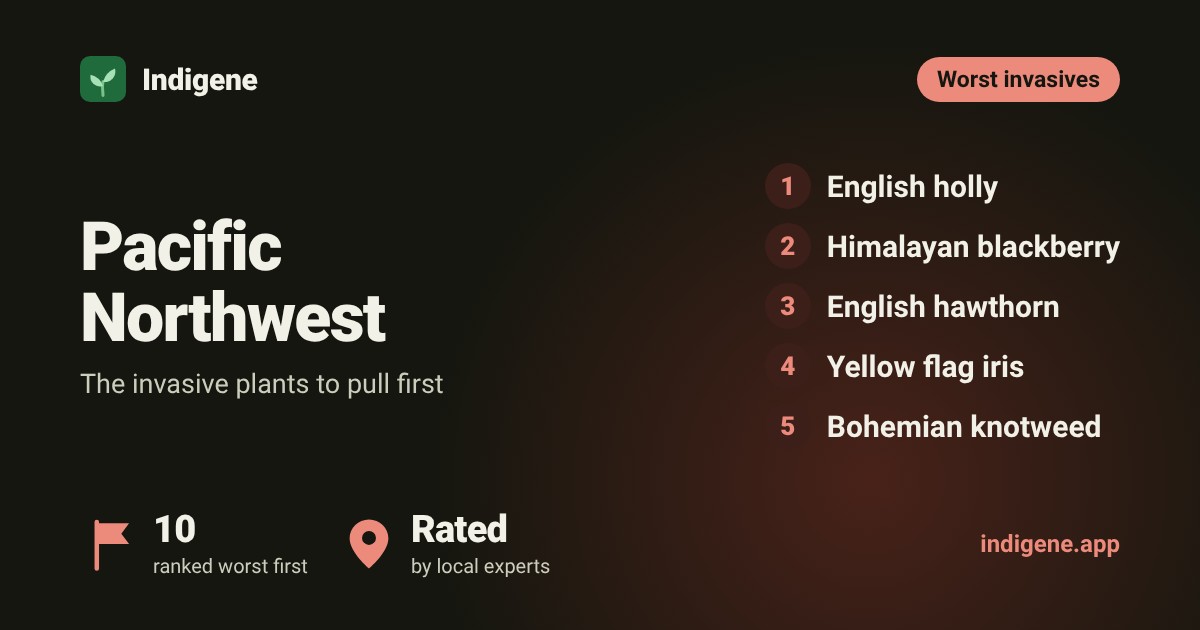 Indigene
Worst invasives
Pacific
Northwest
The invasive plants to pull first
1 English holly
2 Himalayan blackberry
3 English hawthorn
4 Yellow flag iris
5 Bohemian knotweed
10
ranked worst first
Rated
by local experts
indigene.app